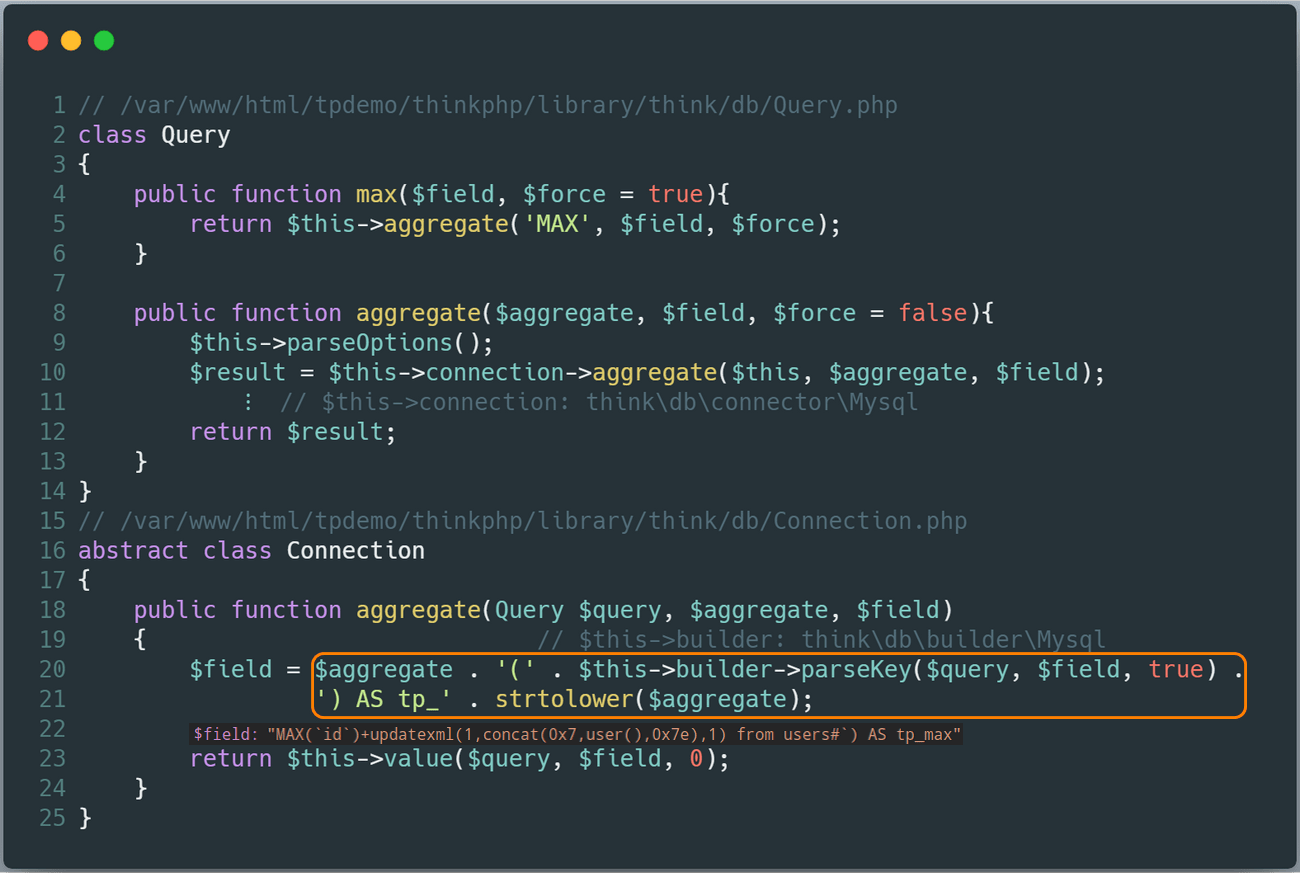 1 // /var/www/html/tpdemo/thinkphp/library/think/db/Query.php
2 class Query
3 {
4     public function max($field, $force = true){
5         return $this->aggregate('MAX', $field, $force);
6     }
7
8     public function aggregate($aggregate, $field, $force = false){
9         $this->parseOptions();
10         $result = $this->connection->aggregate($this, $aggregate, $field);
11             ⋮ // $this->connection: think\db\connector\Mysql
12         return $result;
13     }
14 }
15 // /var/www/html/tpdemo/thinkphp/library/think/db/Connection.php
16 abstract class Connection
17 {
18     public function aggregate(Query $query, $aggregate, $field)
19     {                            // $this->builder: think\db\builder\Mysql
20         $field = $aggregate . '(' . $this->builder->parseKey($query, $field, true) .
21                  ') AS tp_' . strtolower($aggregate);
22         $field: "MAX(`id`)+updatexml(1,concat(0x7,user(),0x7e),1) from users#`) AS tp_max"
23         return $this->value($query, $field, 0);
24     }
25 }